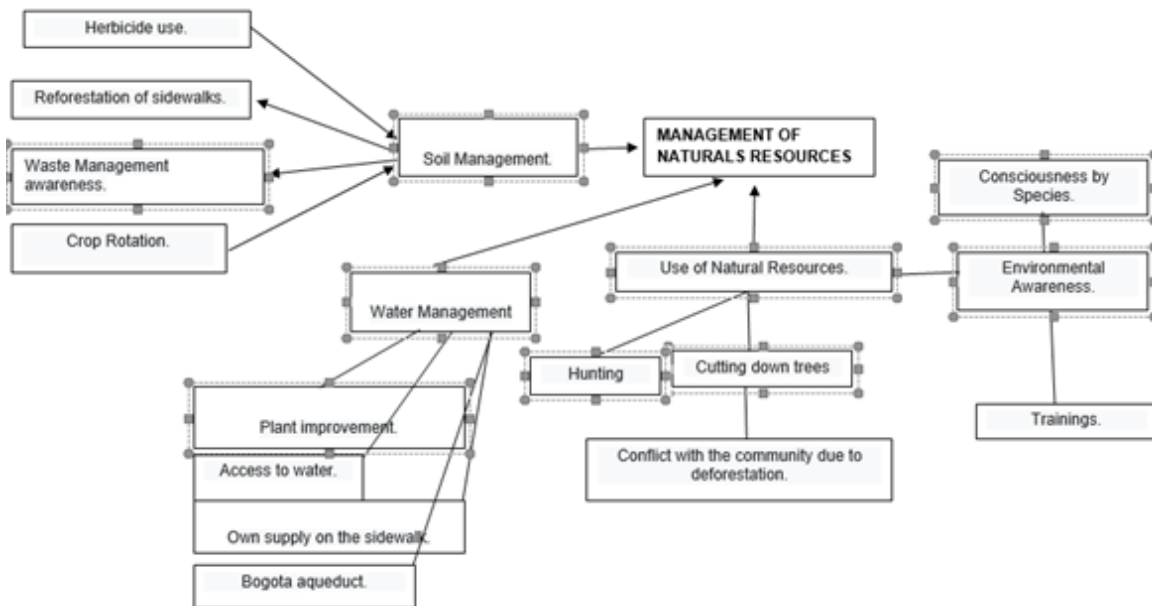 Herbicide use.
Reforestation of sidewalks.
Waste Management
awareness.
Crop Rotation.
Soil Management.
MANAGEMENT OF
NATURALS RESOURCES
Consciousness by
Species.
Use of Natural Resources.
Environmental
Awareness.
Water Management
Hunting
Cutting down trees
Trainings.
Plant improvement.
Conflict with the community due to
deforestation.
Access to water.
Own supply on the sidewalk.
Bogota aqueduct.